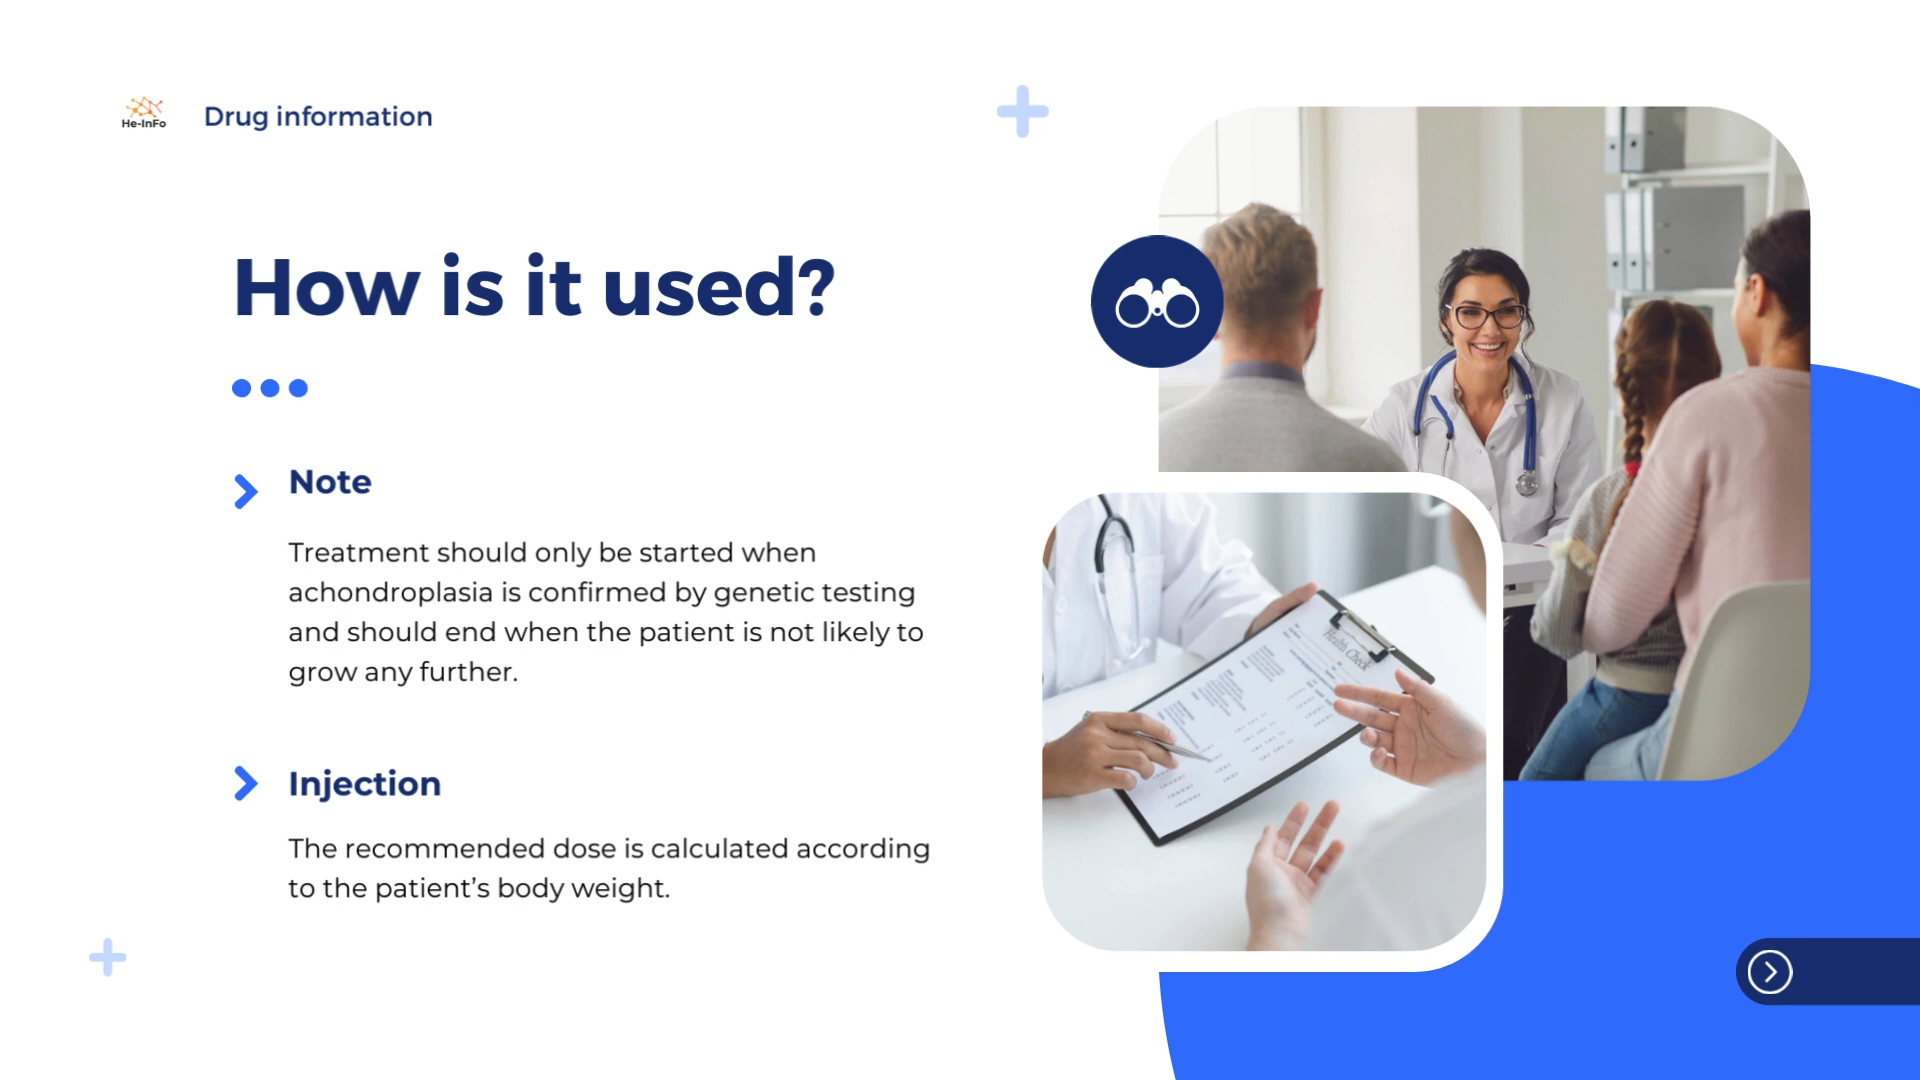 He-InFo
Drug information
How is it used?
Note
Treatment should only be started when
achondroplasia is confirmed by genetic testing
and should end when the patient is not likely to
grow any further.
Injection
The recommended dose is calculated according
to the patient’s body weight.
Health Check